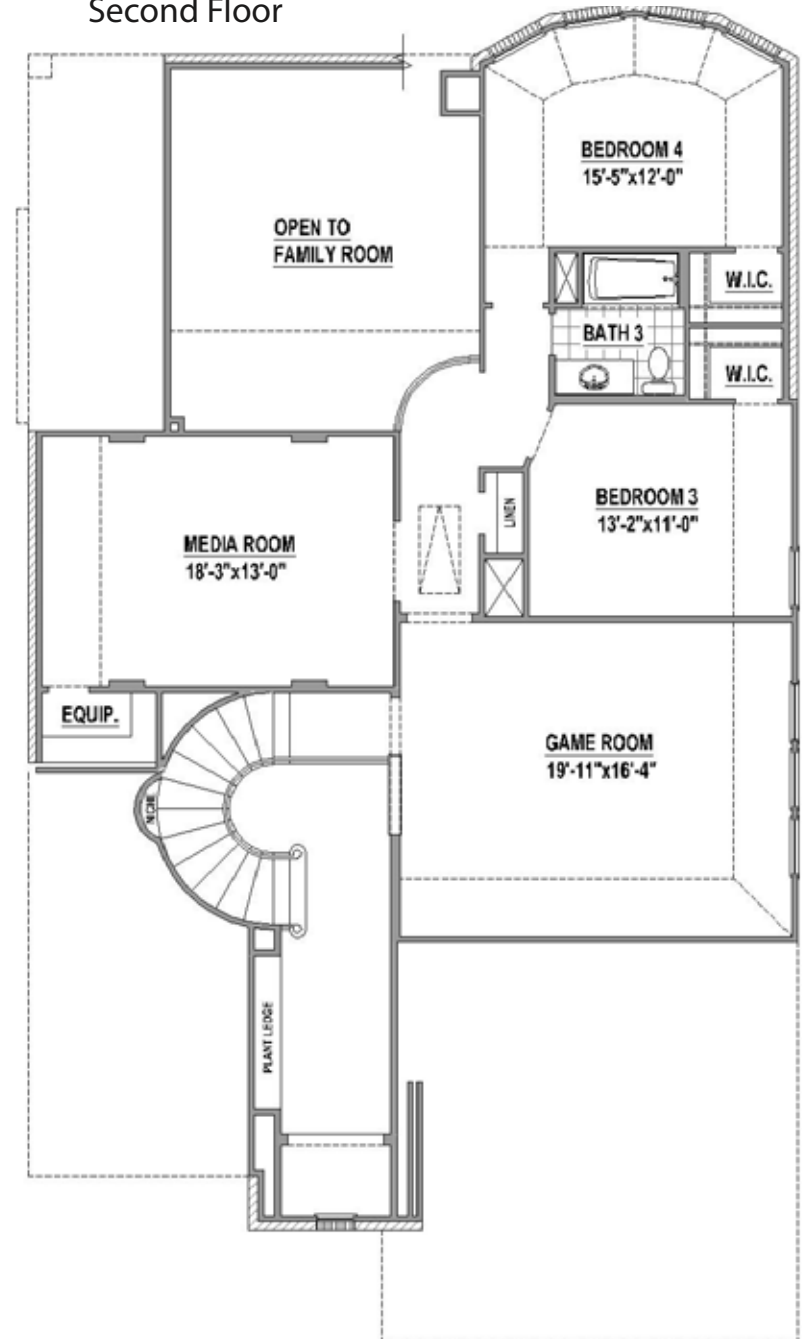 Second Floor
BEDROOM 4
15'-5"x12'-0"
OPEN TO
FAMILY ROOM
W.I.C.
BATH 3
W.I.C.
BEDROOM 3
13'-2"x11'-0"
LINEN
MEDIA ROOM
18'-3"x13'-0"
EQUIP.
GAME ROOM
19'-11"x16'-4"
NICHE
PLANT LEDGE